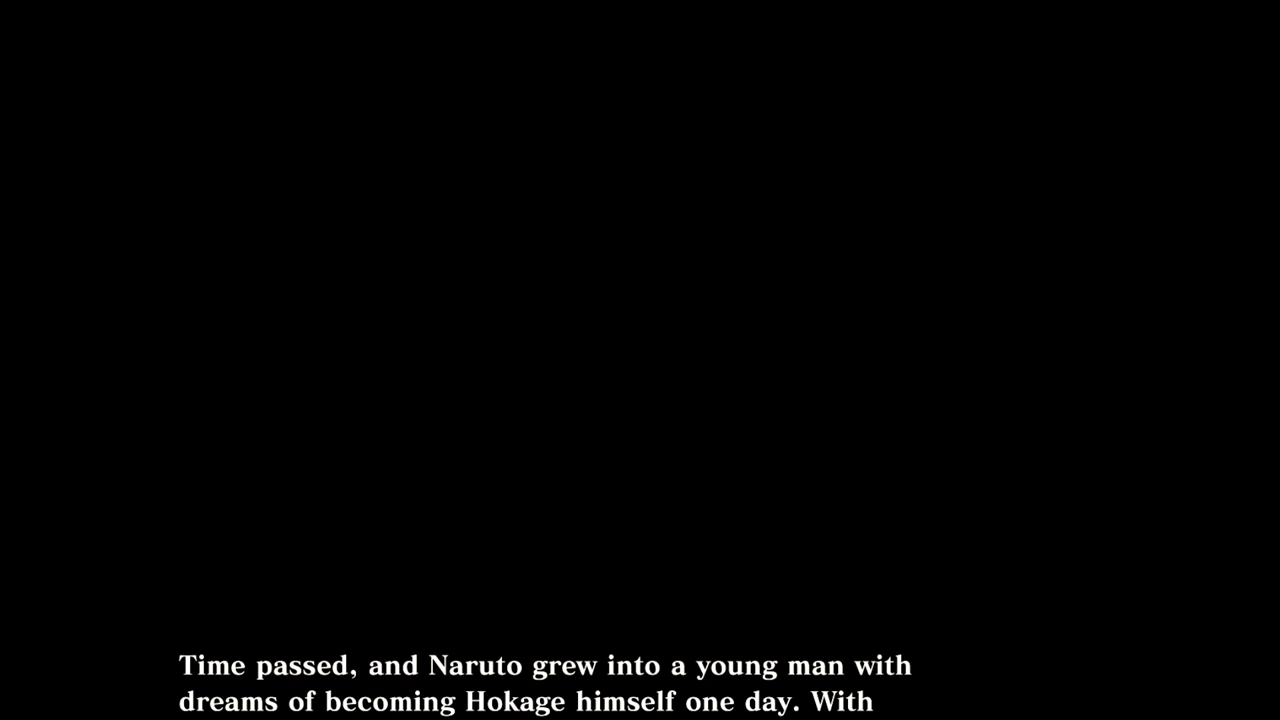 Time passed, and Naruto grew into a young man with
dreams of becoming Hokage himself one day. With